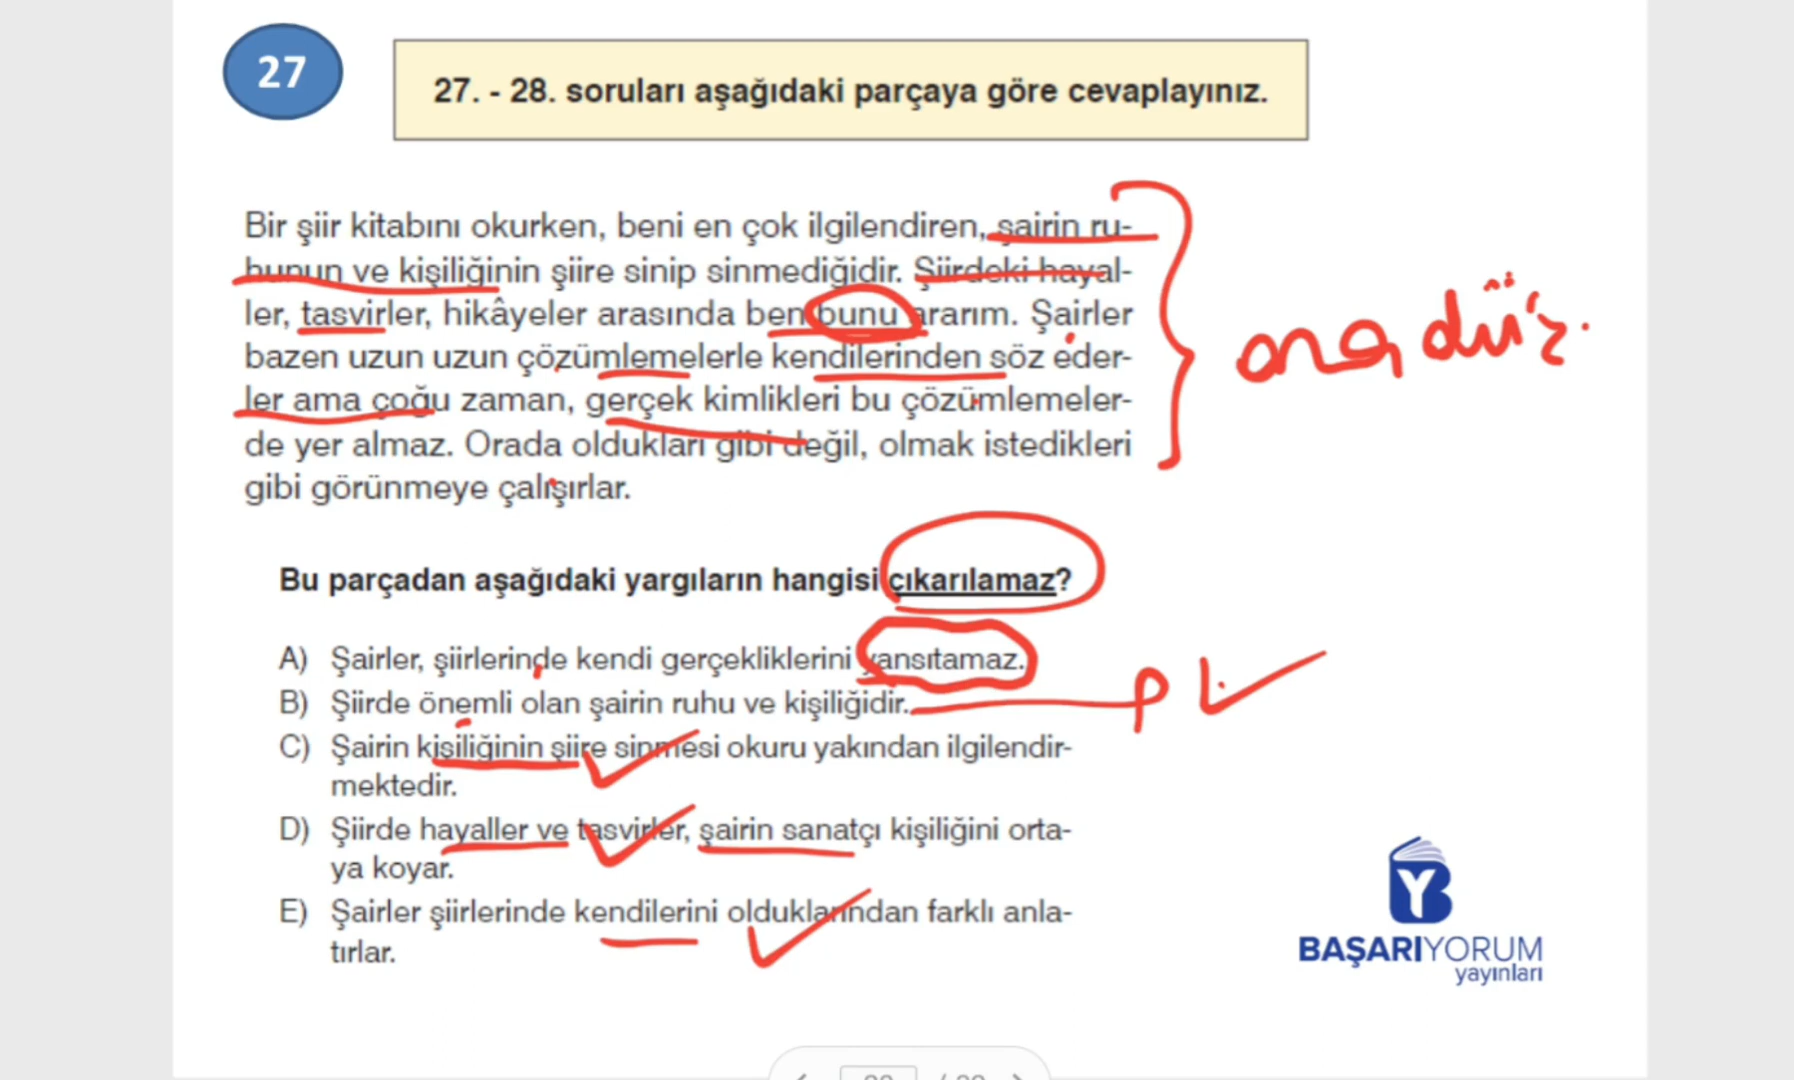 27
27. - 28. soruları aşağıdaki parçaya göre cevaplayınız.
Bir şiir kitabını okurken, beni en çok ilgilendiren, şairin ru-
hunun ve kişiliğinin şiire sinip sinmediğidir. Şiirdeki hayal-
ler, tasvirler, hikâyeler arasında ben bunu ararım. Şairler
bazen uzun uzun çözümlemelerle kendilerinden söz eder-
ler ama çoğu zaman, gerçek kimlikleri bu çözümlemeler-
de yer almaz. Orada oldukları gibi değil, olmak istedikleri
gibi görünmeye çalışırlar.
Bu parçadan aşağıdaki yargıların hangisi çıkarılamaz?
A) Şairler, şiirlerinde kendi gerçekliklerini yansıtamaz.
B) Şiirde önemli olan şairin ruhu ve kişiliğidir.
C) Şairin kişiliğinin şiire sinmesi okuru yakından ilgilendir-
mektedir.
D) Şiirde hayaller ve tasvirler, şairin sanatçı kişiliğini orta-
ya koyar.
E) Şairler şiirlerinde kendilerini olduklarından farklı anla-
tırlar.
BAŞARIYORUM
yayınları